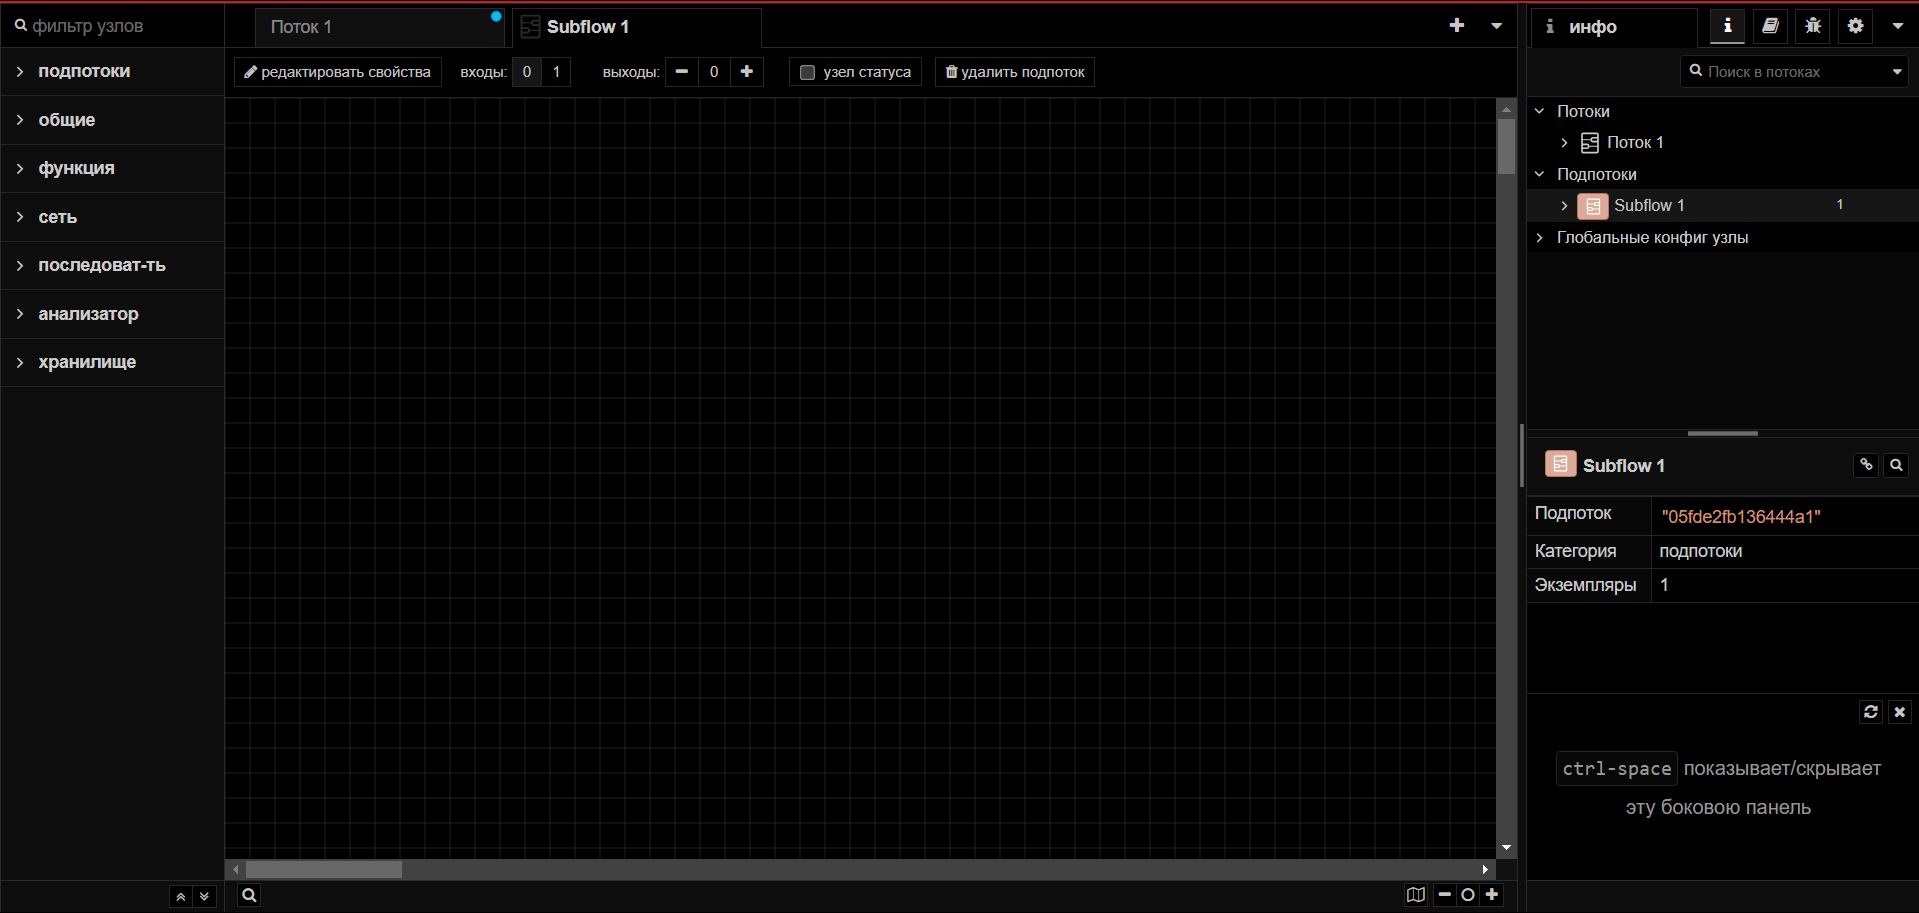 фильтр узлов
подпотоки
общие
функция
сеть
последоват-ть
анализатор
хранилище
Поток 1
Subflow 1
редактировать свойства входы: 0 1 выходы: 0 узел статуса удалить подпоток
инфо
Поиск в потоках
Потоки
Поток 1
Подпотоки
Subflow 1 1
Глобальные конфиг узлы
Subflow 1
Подпоток "05fde2fb136444a1"
Категория подпотоки
Экземпляры 1
ctrl-space показывает/скрывает
эту боковою панель